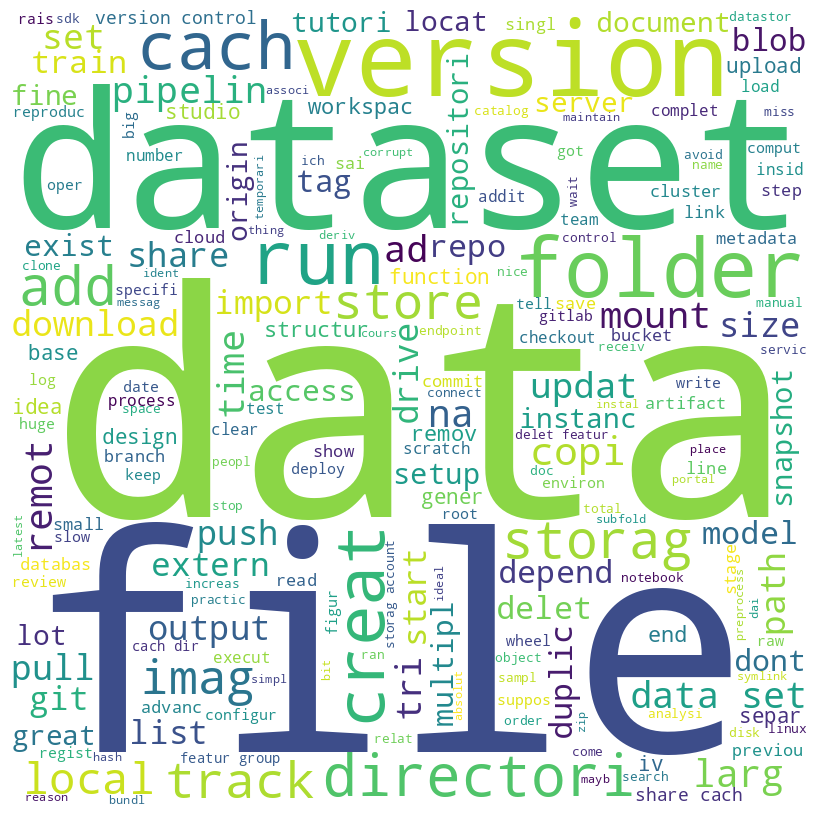 rais sdk version control tutori locat singl document datastor
set cach version blob
train upload
fine pipelin associ repositori catalog server load
reproduc studio workspac maintain complet miss
big dataset
number origin ich sai corrupt got avoid name comput
oper temporari tag addit wait team cluster link insid step
exist cloud thing deriv run ad repo control metadata
clone share specifi ident function nice folder
add messag import store tell save gitlab mount size manual
download structur cours endpoint checkout bucket receiv servic
base time drive commit connect updat write
log date process space access test data na instanc instal artifact
idea design clear remov delet featur copi place snapshot
huge branch show scratch doc line
remot keep peopl deploy setup environ portal
latest stop gener root total
small push file creat storag subfold model
slow extern start depend stage path
databas read figur storag account ideal notebook preprocess
review increas multipl delet dai raw
lot practic output tri wheel end dont
cach dir execut object duplic
pull imag simpl ran bit absolut sampl data set
git advanc configur suppos analysi separ
great list order zip symlink disk linux
regist featur group relat come iv previou
hash local track directori search larg
reason bundl mayb share cach